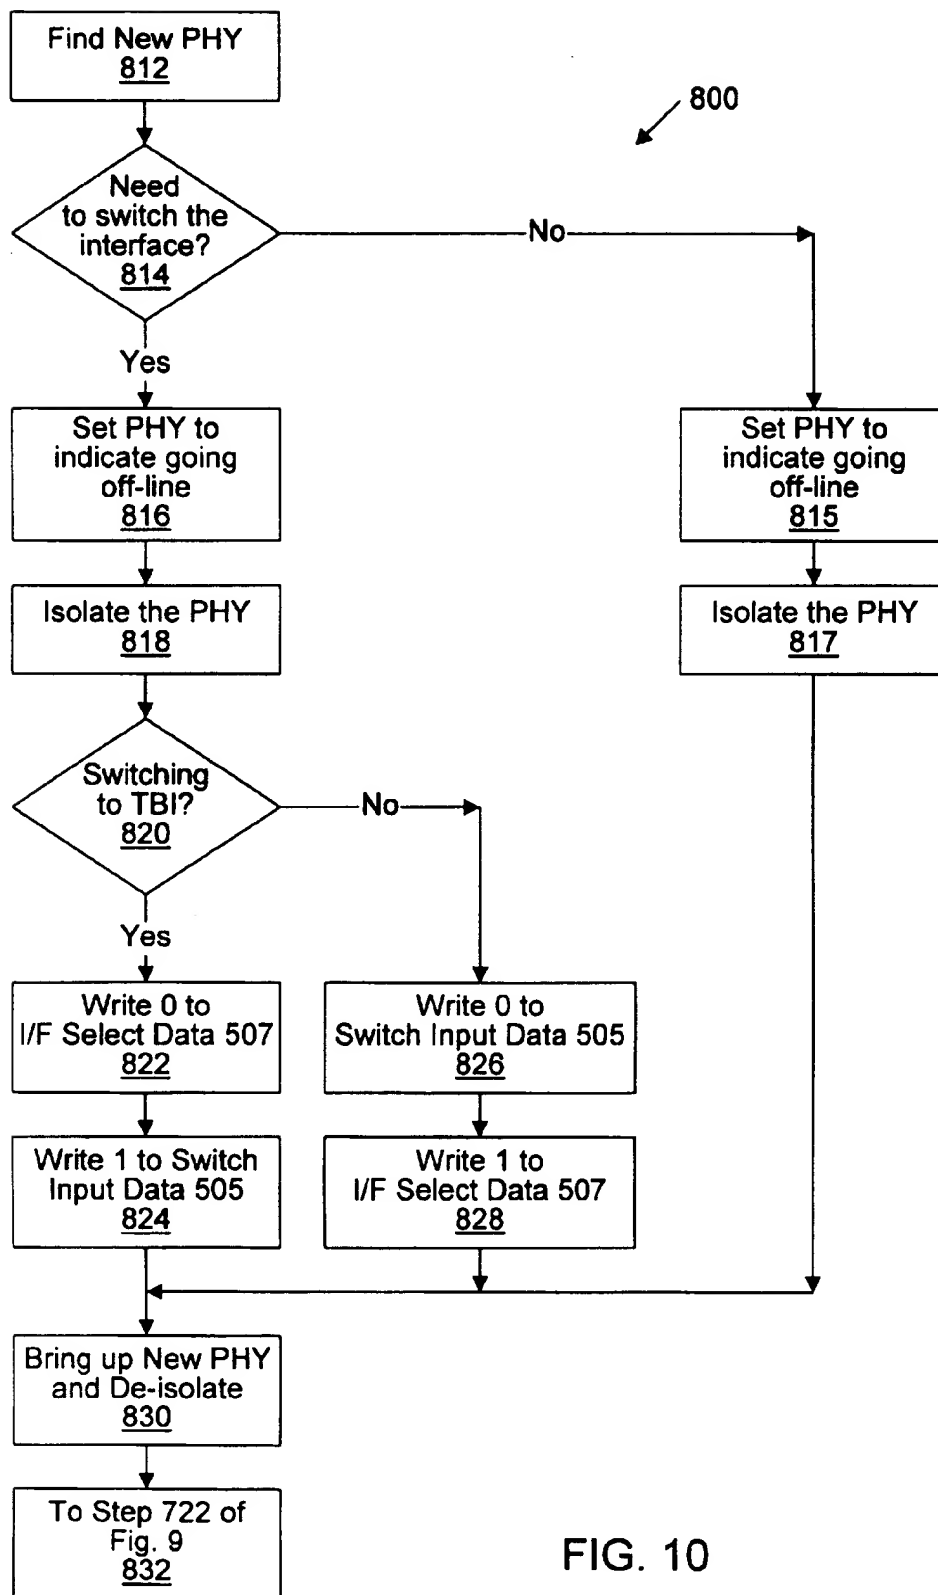 Find New PHY
812
800
Need
to switch the
interface?
814
No
Yes
Set PHY to
indicate going
off-line
816
Set PHY to
indicate going
off-line
815
Isolate the PHY
818
Isolate the PHY
817
Switching
to TBI?
820
No
Yes
Write 0 to
I/F Select Data 507
822
Write 0 to
Switch Input Data 505
826
Write 1 to Switch
Input Data 505
824
Write 1 to
I/F Select Data 507
828
Bring up New PHY
and De-isolate
830
To Step 722 of
Fig. 9
832
FIG. 10